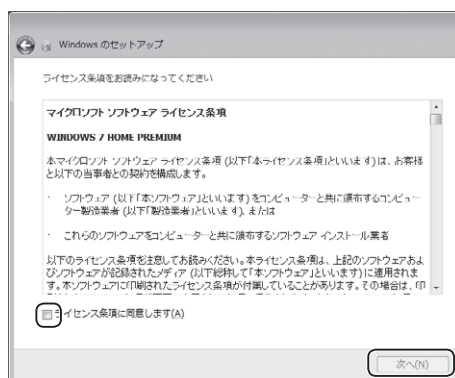 Windows のセットアップ
ライセンス条項をお読みになってください
マイクロソフト ソフトウェア ライセンス条項
WINDOWS 7 HOME PREMIUM
本マイクロソフト ソフトウェア ライセンス条項 (以下「本ライセンス条項」といいます) は、お客様
と以下の当事者との契約を構成します。
- ソフトウェア (以下「本ソフトウェア」といいます) をコンピューターと共に頒布するコンピュー
ター製造業者 (以下「製造業者」といいます)、または
- これらのソフトウェアをコンピューターと共に頒布するソフトウェア インストール業者
以下のライセンス条項を注意してお読みください。本ライセンス条項は、上記のソフトウェアおよ
びソフトウェアが記録されたメディア (以下総称して「本ソフトウェア」といいます) に適用されま
す。本ソフトウェアに印刷されたライセンス条項が付属していることがあります。その場合は、印
イセンス条項に同意します(A)
次へ(N)